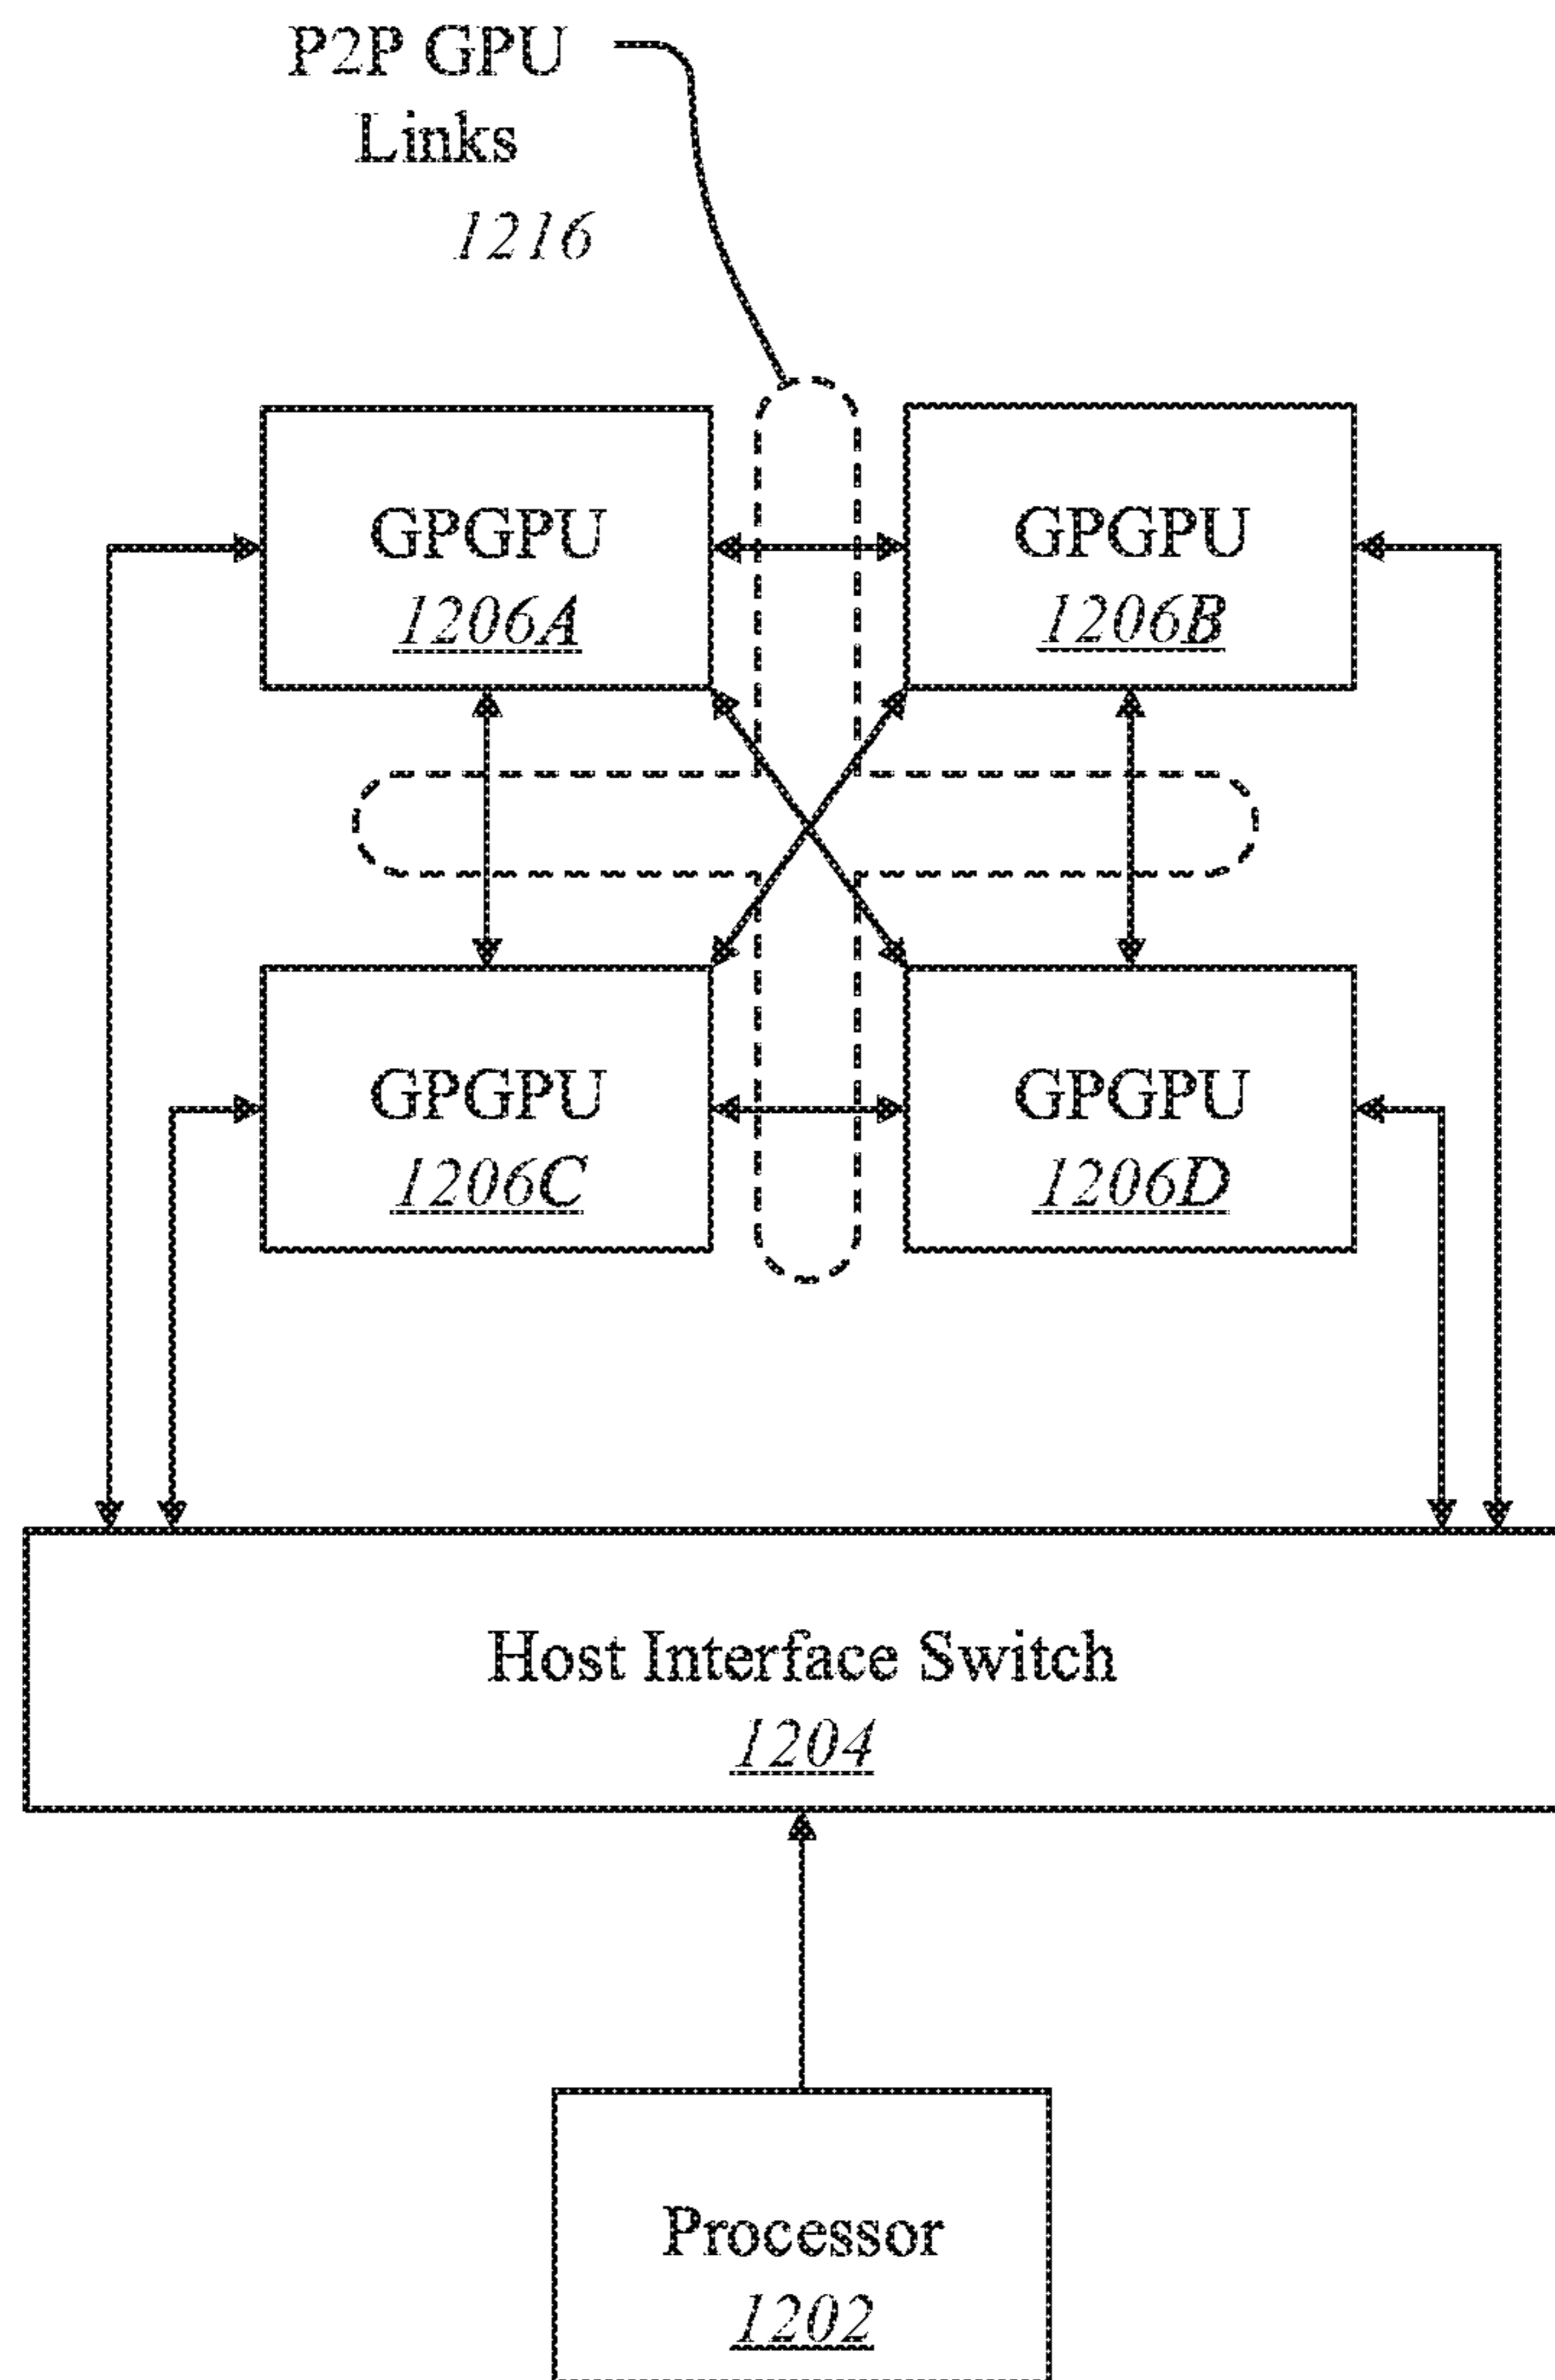 P2P GPU
Links
1216
GPGPU
1206A
GPGPU
1206B
GPGPU
1206C
GPGPU
1206D
Host Interface Switch
1204
Processor
1202